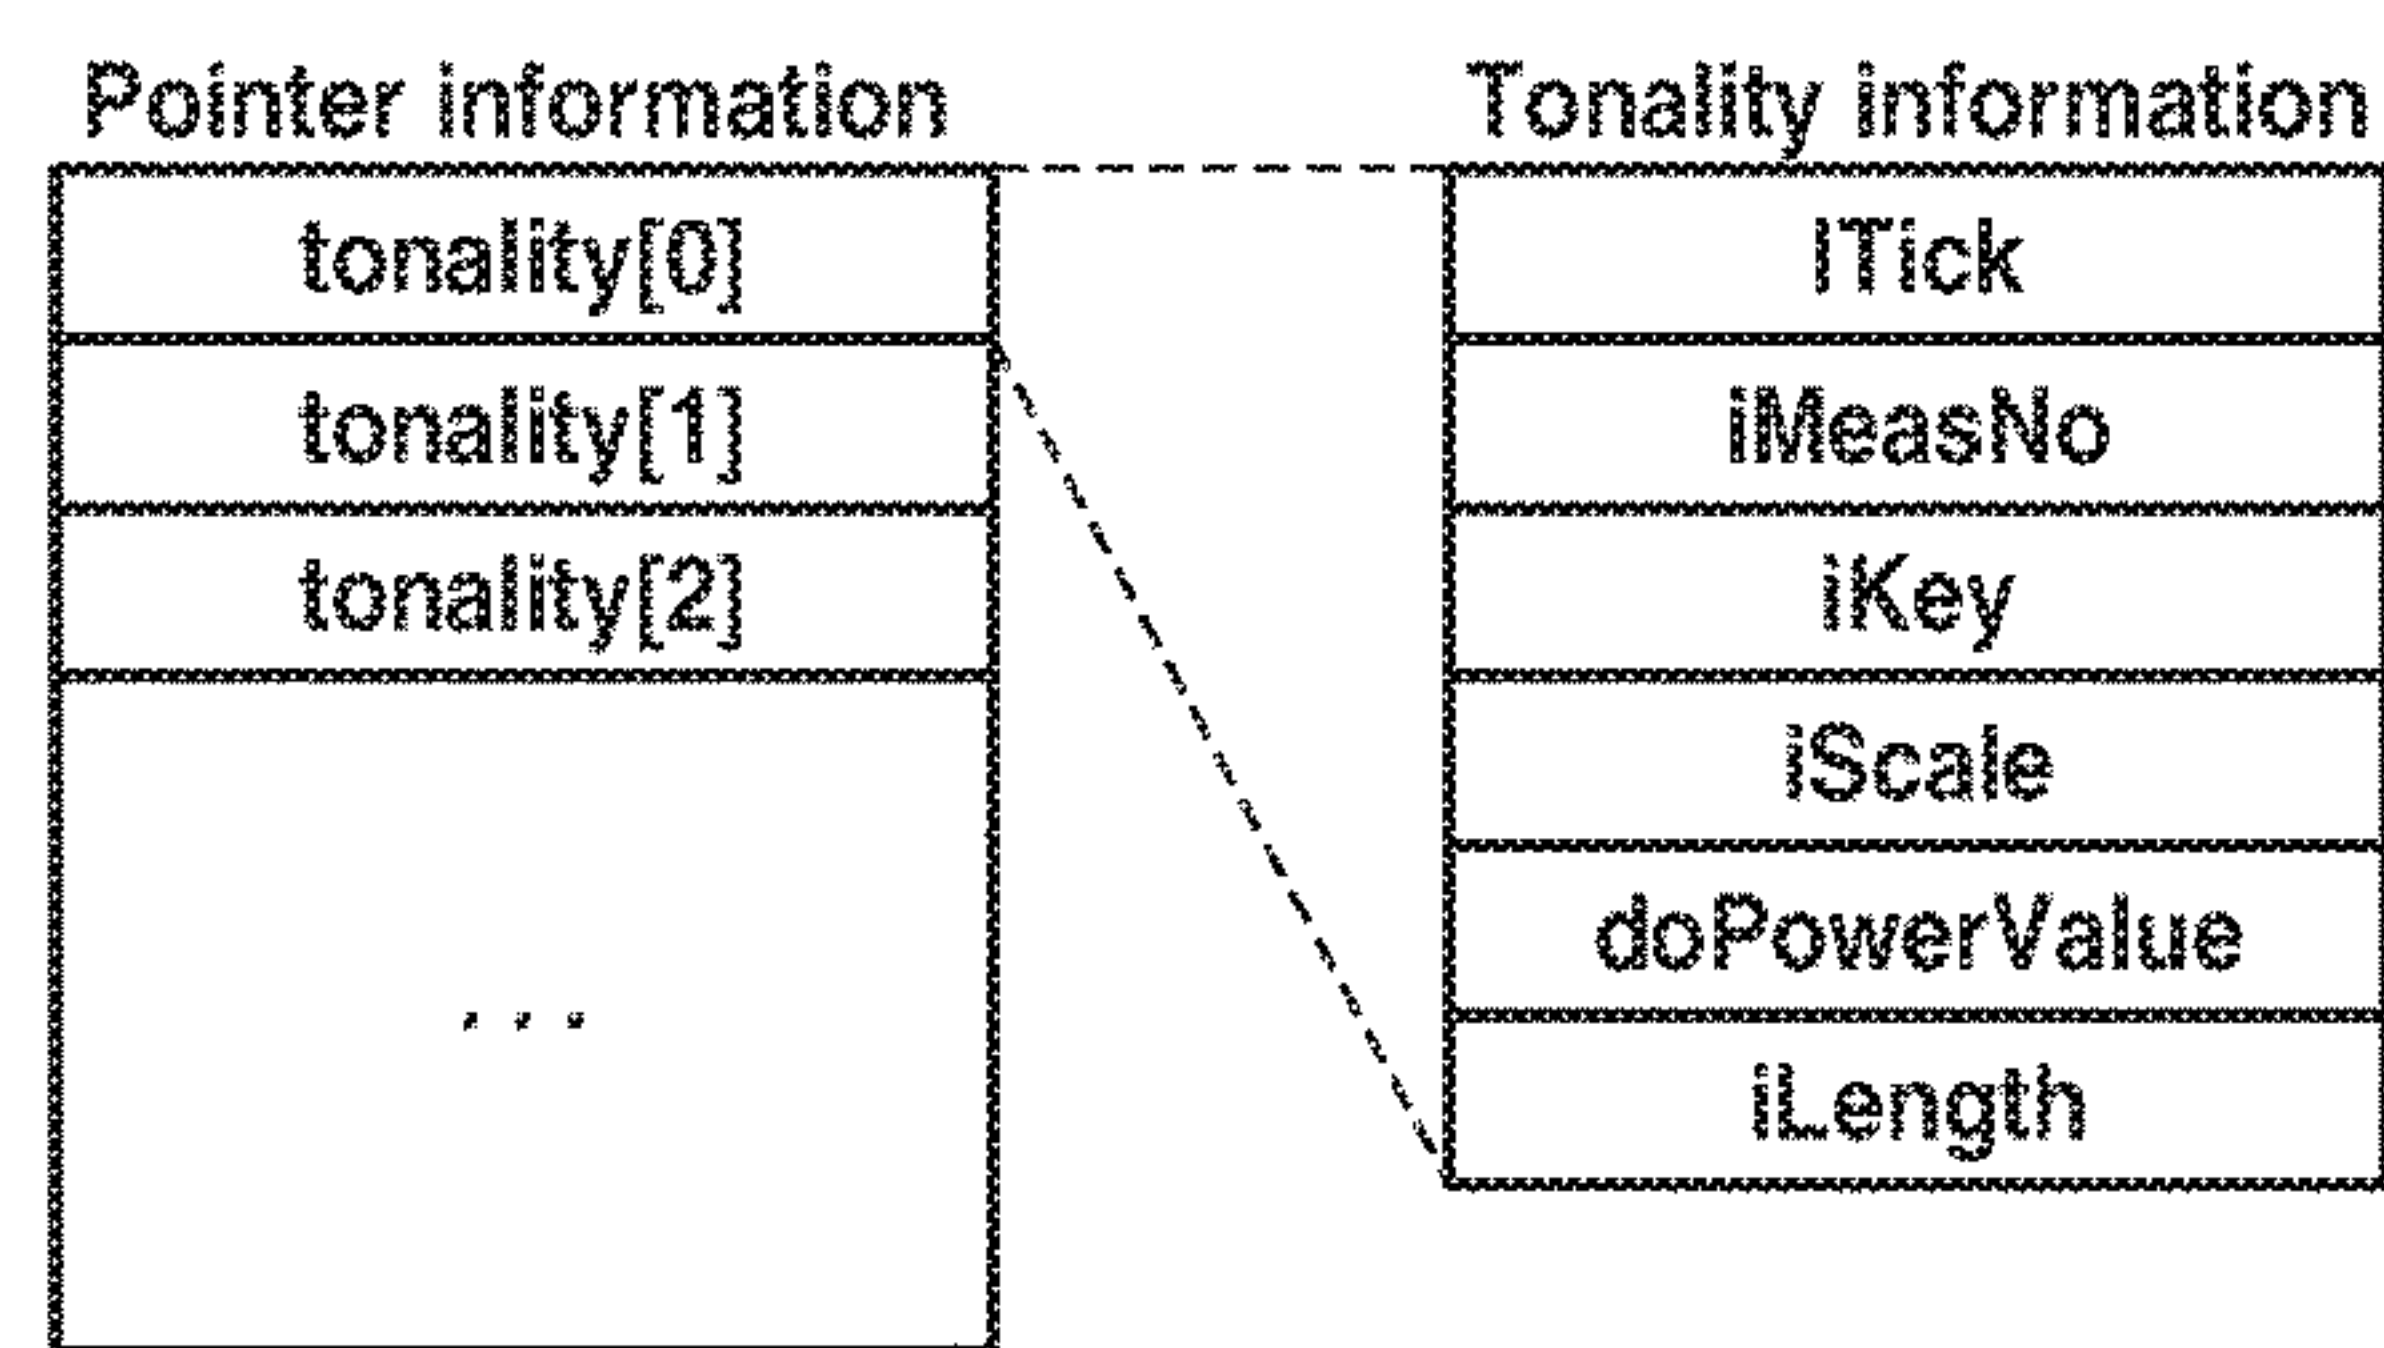 Pointer information
tonality[0]
tonality[1]
tonality[2]
...
Tonality information
lTick
iMeasNo
iKey
iScale
doPowerValue
iLength